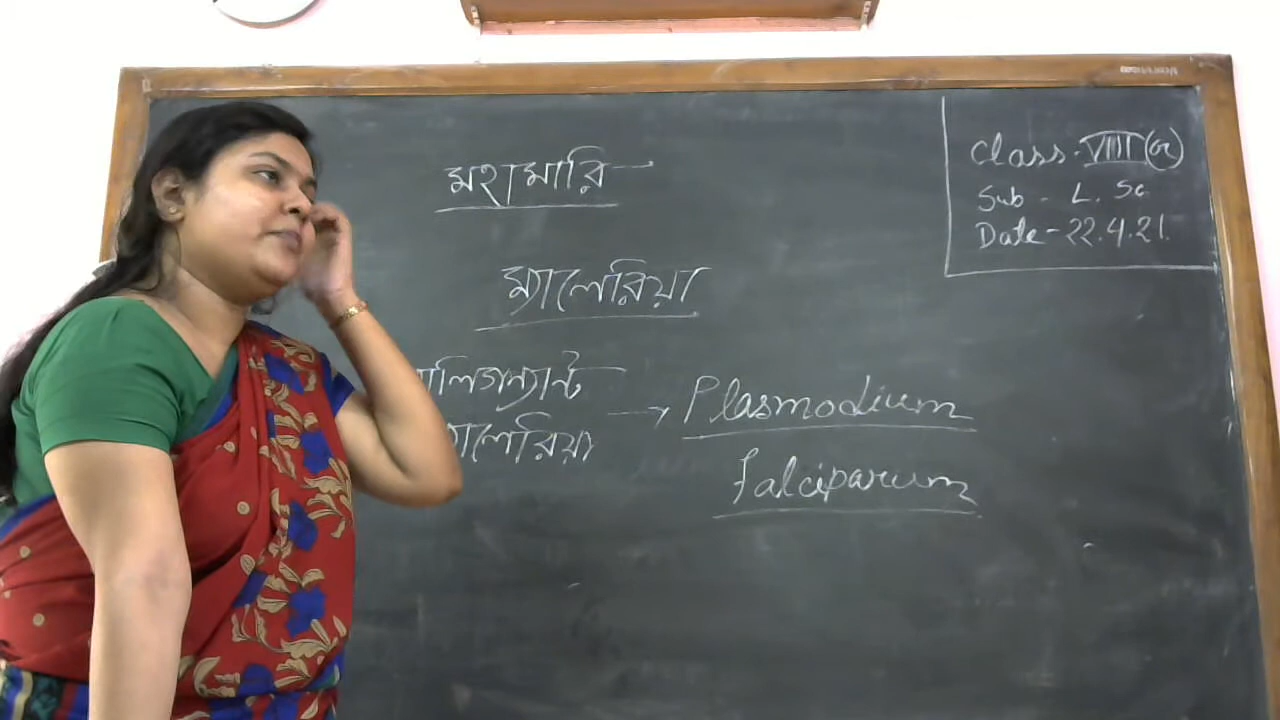 মহামারি
Class - VIII (a)
Sub - L. Sc
Date - 22.4.21.
ম্যালেরিয়া
→ Plasmodium
falciparum